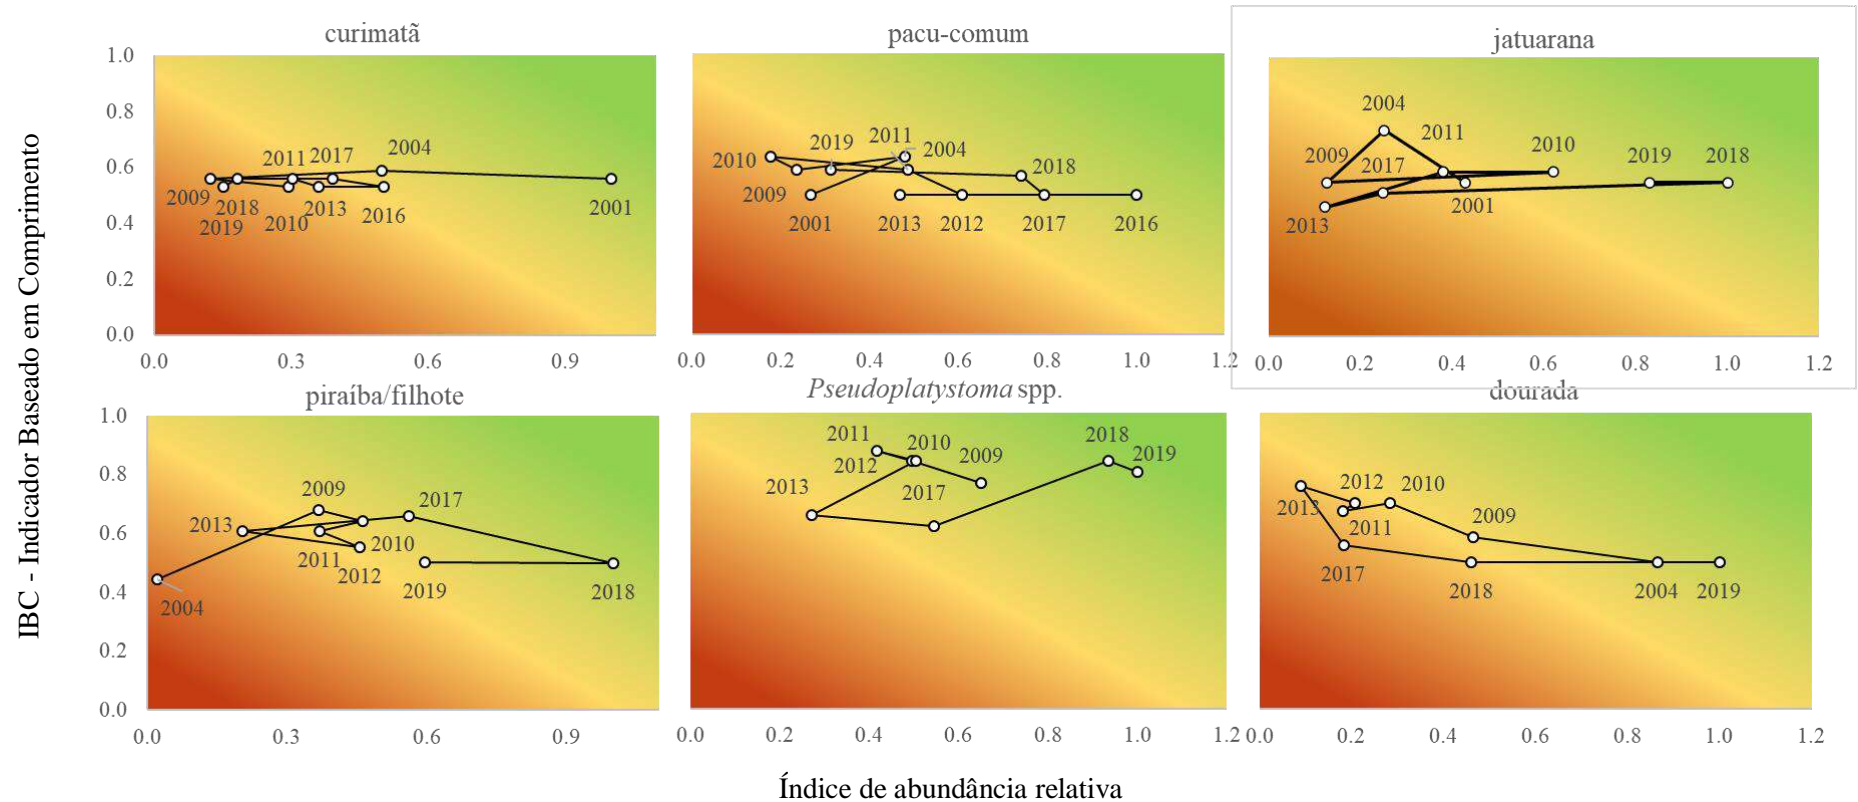 curimatã
1.0
0.8
0.6
0.4
0.2
0.0
2011 2017 2004
2009 2018 2013 2001
2019 2010 2016
0.0 0.3 0.6 0.9
pacu-comum
2019 2011 2004
2010 2018
2009
2001 2013 2012 2017 2016
0.0 0.2 0.4 0.6 0.8 1.0 1.2
jatuarana
2004
2011
2009 2017 2010 2019 2018
2001
2013
0.0 0.2 0.4 0.6 0.8 1.0 1.2
IBC - Indicador Baseado em Comprimento
piraíba/filhote
1.0
0.8
0.6
0.4
0.2
0.0
2009 2017
2013
2010
2011
2012
2019 2018
2004
0.0 0.3 0.6 0.9
Pseudoplatystoma spp.
2011 2010 2018
2012 2009 2019
2013 2017
0.0 0.2 0.4 0.6 0.8 1.0 1.2
dourada
2012 2010
2013 2009
2011
2017 2018 2004 2019
0.0 0.2 0.4 0.6 0.8 1.0 1.2
Índice de abundância relativa